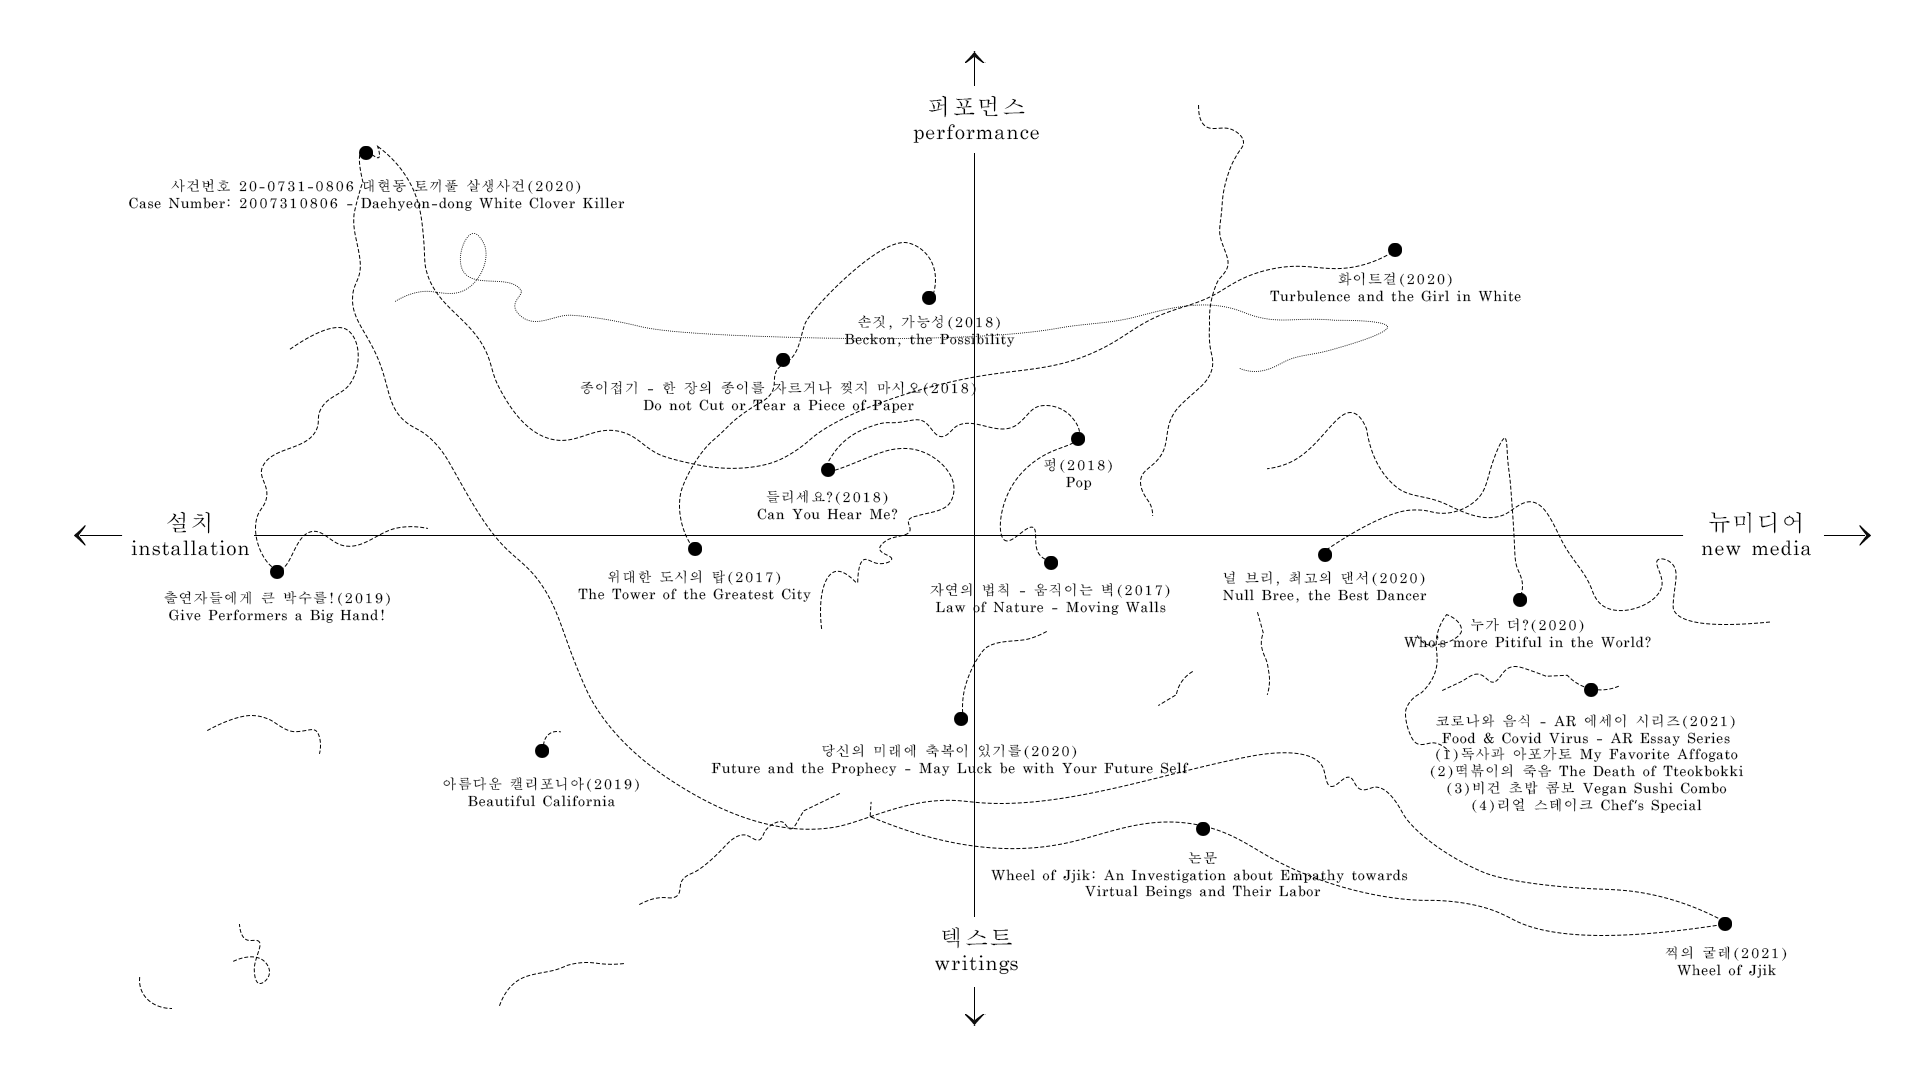 퍼포먼스
performance
사건번호 20-0731-0806 대현동 토끼풀 살생사건(2020)
Case Number: 2007310806 - Daehyeon-dong White Clover Killer
화이트걸(2020)
Turbulence and the Girl in White
손짓, 가능성(2018)
Beckon, the Possibility
종이접기 - 한 장의 종이를 자르거나 찢지 마시오(2018)
Do not Cut or Tear a Piece of Paper
펑(2018)
Pop
들리세요?(2018)
Can You Hear Me?
설치
installation
뉴미디어
new media
위대한 도시의 탑(2017)
The Tower of the Greatest City
자연의 법칙 - 움직이는 벽(2017)
Law of Nature - Moving Walls
널 브리, 최고의 댄서(2020)
Null Bree, the Best Dancer
출연자들에게 큰 박수를!(2019)
Give Performers a Big Hand!
누가 더?(2020)
Who's more Pitiful in the World?
코로나와 음식 - AR 에세이 시리즈(2021)
Food & Covid Virus - AR Essay Series
(1)독사과 아포가토 My Favorite Affogato
(2)떡볶이의 죽음 The Death of Tteokbokki
(3)비건 초밥 콤보 Vegan Sushi Combo
(4)리얼 스테이크 Chef's Special
당신의 미래에 축복이 있기를(2020)
Future and the Prophecy - May Luck be with Your Future Self
아름다운 캘리포니아(2019)
Beautiful California
논문
Wheel of Jjik: An Investigation about Empathy towards
Virtual Beings and Their Labor
텍스트
writings
찍의 굴레(2021)
Wheel of Jjik